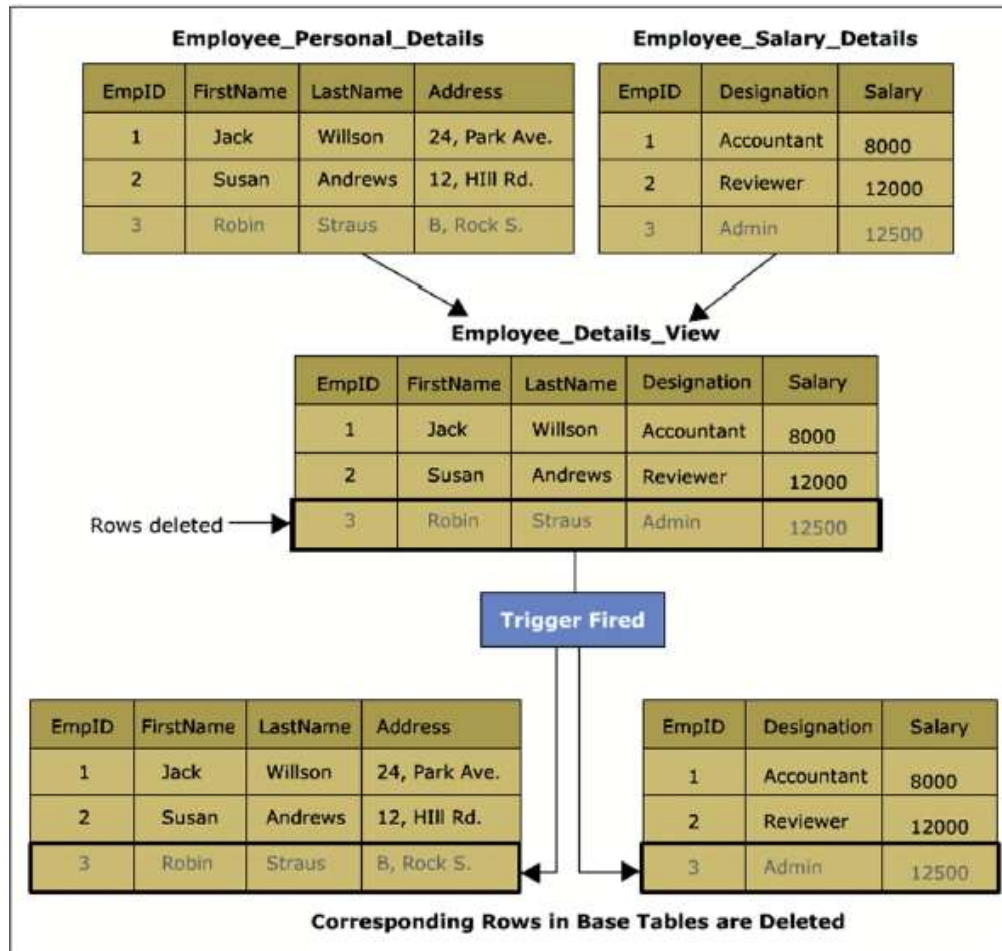 Employee_Personal_Details
EmpID FirstName LastName Address
1 Jack Willson 24, Park Ave.
2 Susan Andrews 12, HIll Rd.
3 Robin Straus B, Rock S.
Employee_Salary_Details
EmpID Designation Salary
1 Accountant 8000
2 Reviewer 12000
3 Admin 12500
Employee_Details_View
EmpID FirstName LastName Designation Salary
1 Jack Willson Accountant 8000
2 Susan Andrews Reviewer 12000
Rows deleted
3 Robin Straus Admin 12500
Trigger Fired
EmpID FirstName LastName Address
1 Jack Willson 24, Park Ave.
2 Susan Andrews 12, HIll Rd.
3 Robin Straus B, Rock S.
EmpID Designation Salary
1 Accountant 8000
2 Reviewer 12000
3 Admin 12500
Corresponding Rows in Base Tables are Deleted